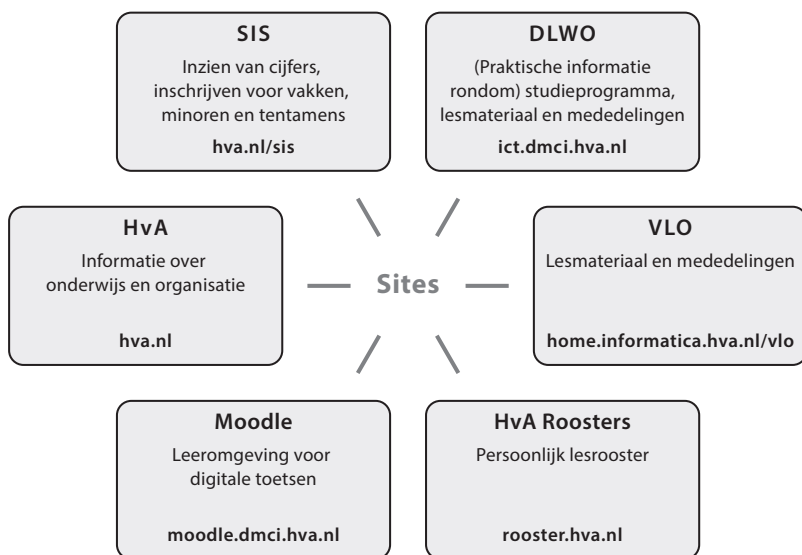 SIS
Inzien van cijfers,
inschrijven voor vakken,
minoren en tentamens
hva.nl/sis
DLWO
(Praktische informatie
rondom) studieprogramma,
lesmateriaal en mededelingen
ict.dmci.hva.nl
HvA
Informatie over
onderwijs en organisatie
hva.nl
Sites
VLO
Lesmateriaal en mededelingen
home.informatica.hva.nl/vlo
Moodle
Leeromgeving voor
digitale toetsen
moodle.dmci.hva.nl
HvA Roosters
Persoonlijk lesrooster
rooster.hva.nl